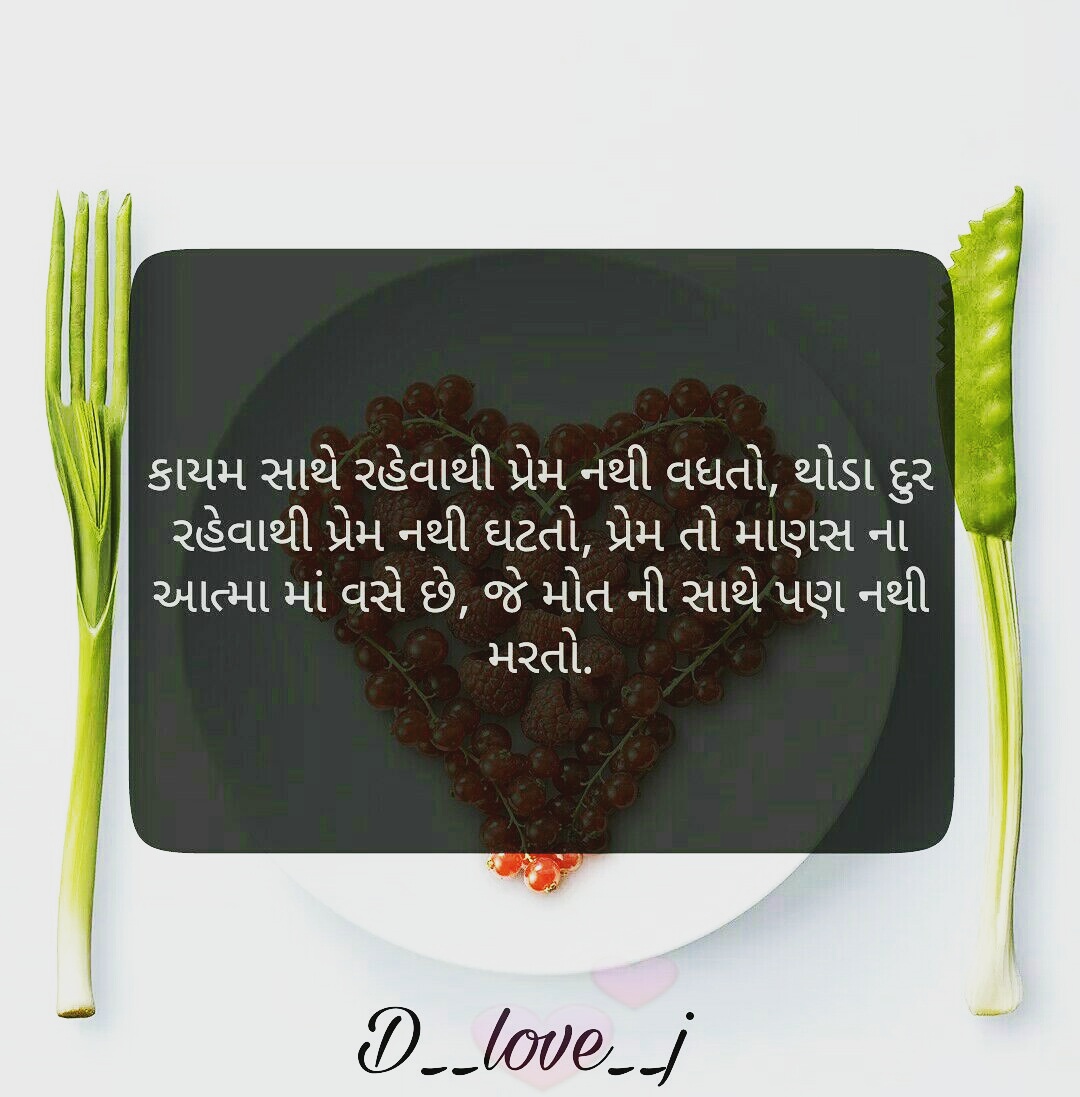 કાયમ સાથે રહેવાથી પ્રેમ નથી વધતો, થોડા દુર
રહેવાથી પ્રેમ નથી ઘટતો, પ્રેમ તો માણસ ના
આત્મા માં વસે છે, જે મોત ની સાથે પણ નથી
મરતો.
D__love__j